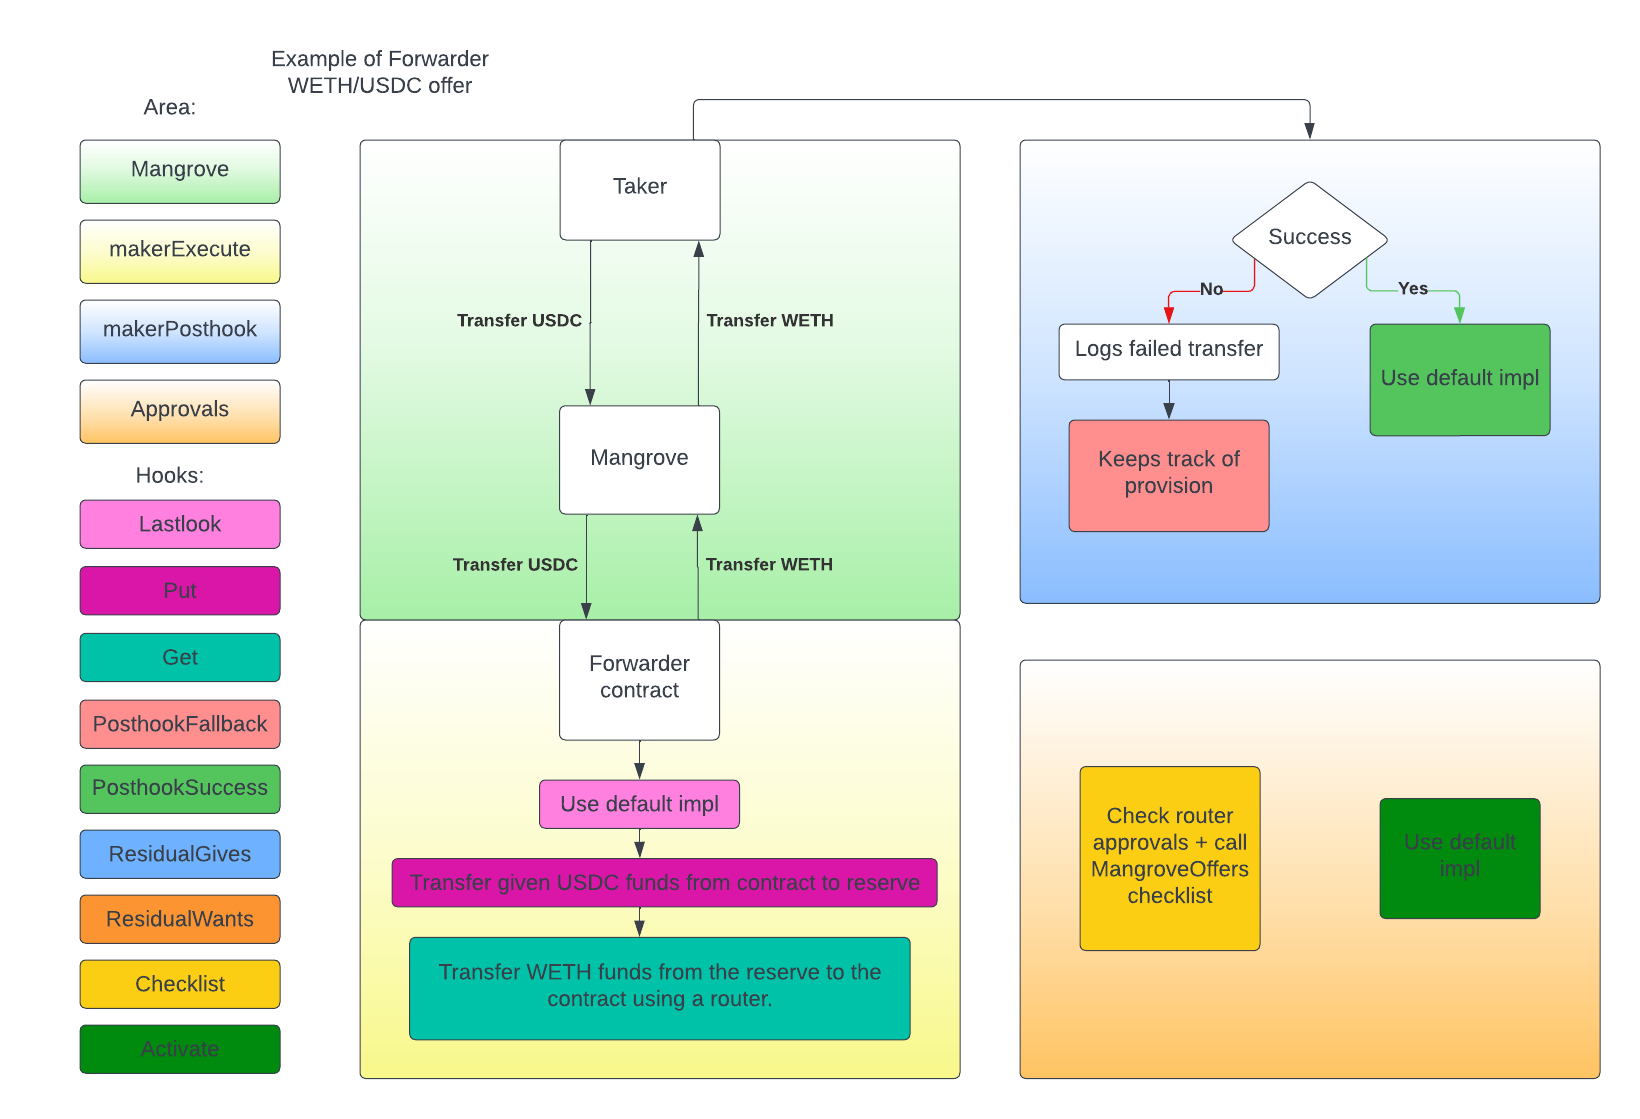 Example of Forwarder
WETH/USDC offer
Area:
Mangrove
makerExecute
makerPosthook
Approvals
Hooks:
Lastlook
Put
Get
PosthookFallback
PosthookSuccess
ResidualGives
ResidualWants
Checklist
Activate
Taker
Transfer USDC
Transfer WETH
Mangrove
Transfer USDC
Transfer WETH
Forwarder
contract
Use default impl
Transfer given USDC funds from contract to reserve
Transfer WETH funds from the reserve to the
contract using a router.
Success
No
Yes
Logs failed transfer
Use default impl
Keeps track of
provision
Check router
approvals + call
MangroveOffers
checklist
Use default
impl